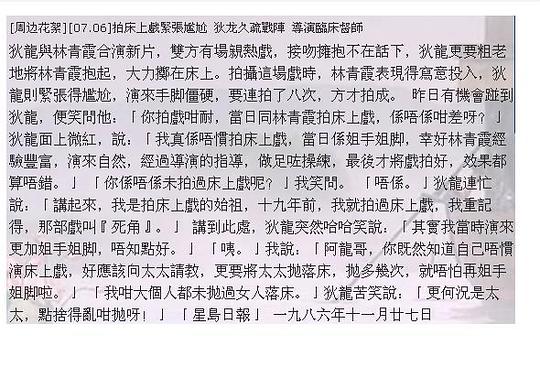 [周边花絮][07.06]拍床上戲緊張尷尬 狄龙久疏戰陣 導演臨床督師
狄龍與林青霞合演新片，雙方有場親熱戲，接吻擁抱不在話下，狄龍更要粗老
地將林青霞抱起，大力擲在床上。拍攝這場戲時，林青霞表現得寫意投入，狄
龍則緊張得尷尬，演來手脚僵硬，要連拍了八次，方才拍成。 昨日有機會踫到
狄龍，便笑問他：「你拍戲咁耐，當日同林青霞拍床上戲，係唔係咁差呀？」
狄龍面上微紅，說：「我真係唔慣拍床上戲，當日係姐手姐脚，幸好林青霞經
驗豐富，演來自然，經過導演的指導，做足咗操練，最後才將戲拍好，效果都
算唔錯。」 「你係唔係未拍過床上戲呢？」我笑問。 「唔係。」狄龍連忙
說：「講起來，我是拍床上戲的始祖，十九年前，我就拍過床上戲，我重記
得，那部戲叫『死角』。」 講到此處，狄龍突然哈哈笑說：「其實我當時演來
更加姐手姐脚，唔知點好。」 「咦。」我說：「阿龍哥，你既然知道自己唔慣
演床上戲，好應該向太太請教，更要將太太拋落床，拋多幾次，就唔怕再姐手
姐脚啦。」 「我咁大個人都未拋過女人落床。」狄龍苦笑說：「更何況是太
太，點捨得亂咁拋呀！」 「星島日報」 一九八六年十一月廿七日